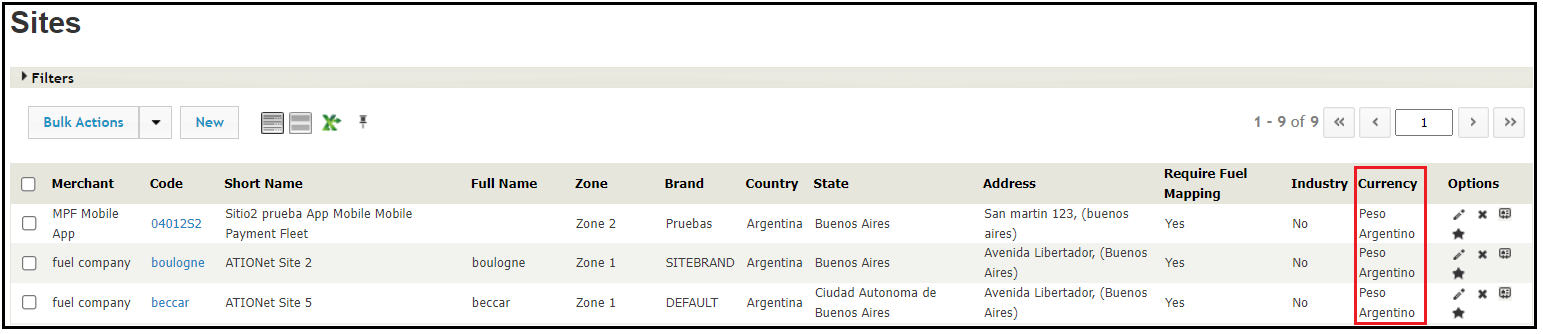 Sites
Filters
Bulk Actions New 1 - 9 of 9 « ‹ 1 › »
Merchant Code Short Name Full Name Zone Brand Country State Address Require Fuel Mapping Industry Currency Options
MPF Mobile App 04012S2 Sitio2 prueba App Mobile Mobile Payment Fleet Zone 2 Pruebas Argentina Buenos Aires San martin 123, (buenos aires) Yes No Peso Argentino
fuel company boulogne ATIONet Site 2 boulogne Zone 1 SITEBRAND Argentina Buenos Aires Avenida Libertador, (Buenos Aires) Yes No Peso Argentino
fuel company beccar ATIONet Site 5 beccar Zone 1 DEFAULT Argentina Ciudad Autonoma de Buenos Aires Avenida Libertador, (Buenos Aires) Yes No Peso Argentino